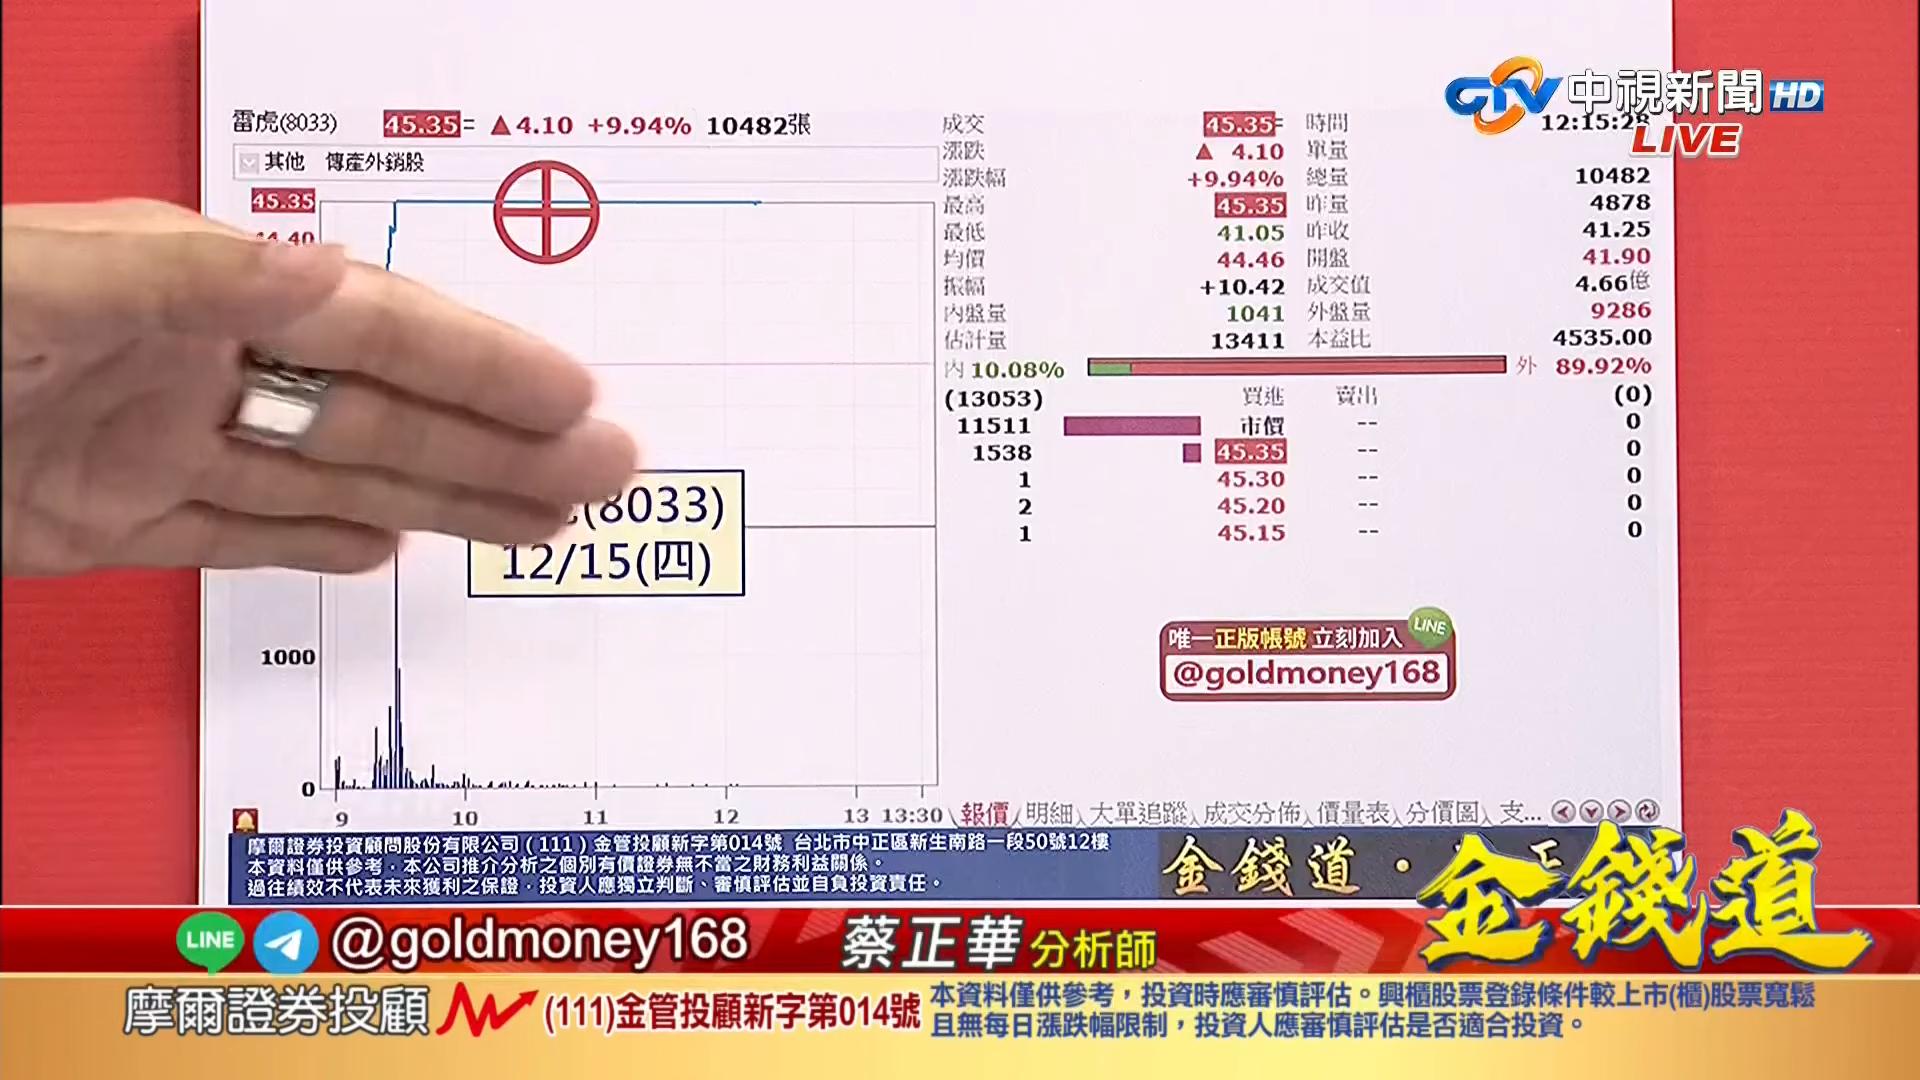 CTV 中視新聞 HD
LIVE
雷虎(8033) 45.35= ▲4.10 +9.94% 10482張
其他 傳產外銷股
45.35
1000
0
9 10 11 12 13 13:30
(8033)
12/15(四)
成交 45.35= 時間 12:15:28
漲跌 ▲ 4.10 單量
漲跌幅 +9.94% 總量 10482
最高 45.35 昨量 4878
最低 41.05 昨收 41.25
均價 44.46 開盤 41.90
振幅 +10.42 成交值 4.66億
內盤量 1041 外盤量 9286
估計量 13411 本益比 4535.00
內 10.08% 外 89.92%
(13053) 買進 賣出 (0)
11511 市價 -- 0
1538 45.35 -- 0
1 45.30 -- 0
2 45.20 -- 0
1 45.15 -- 0
唯一正版帳號 立刻加入 LINE
@goldmoney168
報價 明細 大單追蹤 成交分佈 價量表 分價圖 支...
摩爾證券投資顧問股份有限公司（111）金管投顧新字第014號 台北市中正區新生南路一段50號12樓
本資料僅供參考，本公司推介分析之個別有價證券無不當之財務利益關係。
過往績效不代表未來獲利之保證，投資人應獨立判斷、審慎評估並自負投資責任。
金錢道·
金錢道
LINE @goldmoney168 蔡正華 分析師
摩爾證券投顧 (111)金管投顧新字第014號
本資料僅供參考，投資時應審慎評估。興櫃股票登錄條件較上市(櫃)股票寬鬆
且無每日漲跌幅限制，投資人應審慎評估是否適合投資。